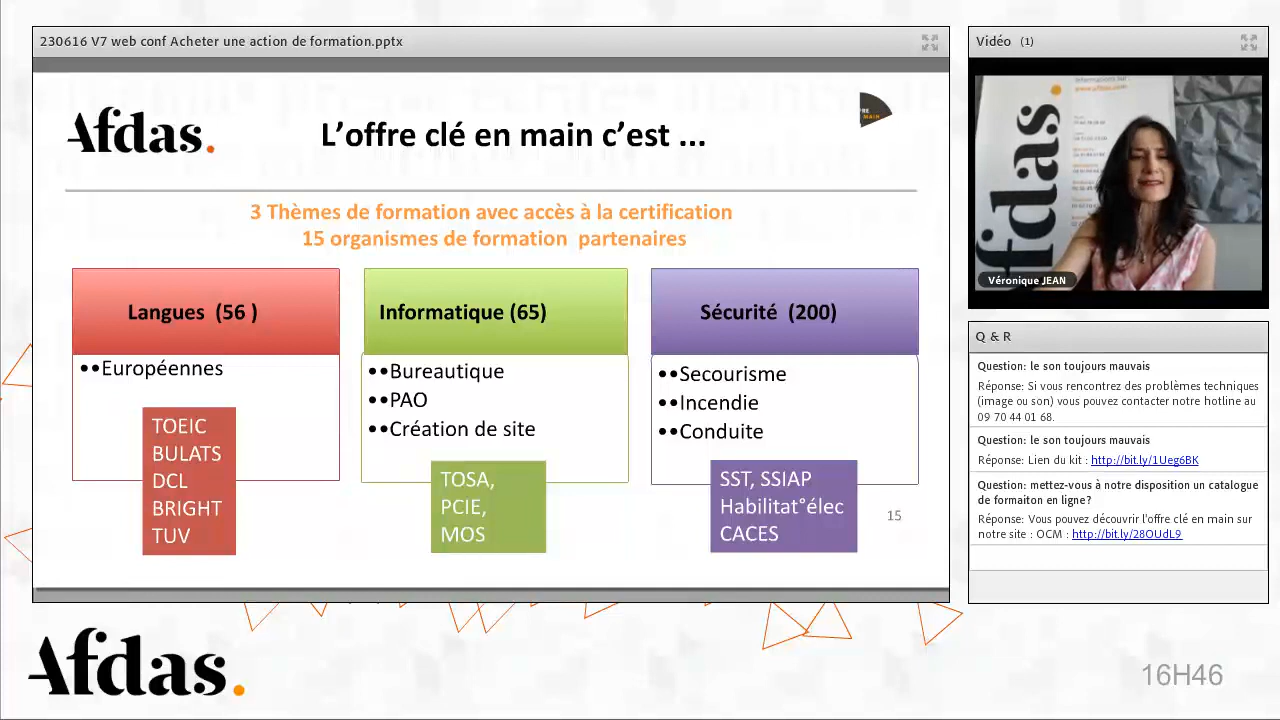 230616 V7 web conf Acheter une action de formation.pptx
Afdas.
L’offre clé en main c’est ...
MAIN
3 Thèmes de formation avec accès à la certification
15 organismes de formation partenaires
Langues (56 )
••Européennes
TOEIC
BULATS
DCL
BRIGHT
TUV
Informatique (65)
••Bureautique
••PAO
••Création de site
TOSA,
PCIE,
MOS
Sécurité (200)
••Secourisme
••Incendie
••Conduite
SST, SSIAP
Habilitat°élec
CACES
15
Vidéo (1)
afdas.
www.afdas.com
Véronique JEAN
Q & R
Question: le son toujours mauvais
Réponse: Si vous rencontrez des problèmes techniques
(image ou son) vous pouvez contacter notre hotline au
09 70 44 01 68.
Question: le son toujours mauvais
Réponse: Lien du kit : http://bit.ly/1Ueg6BK
Question: mettez-vous à notre disposition un catalogue
de formaiton en ligne?
Réponse: Vous pouvez découvrir l'offre clé en main sur
notre site : OCM : http://bit.ly/28OUdL9
Afdas.
16H46